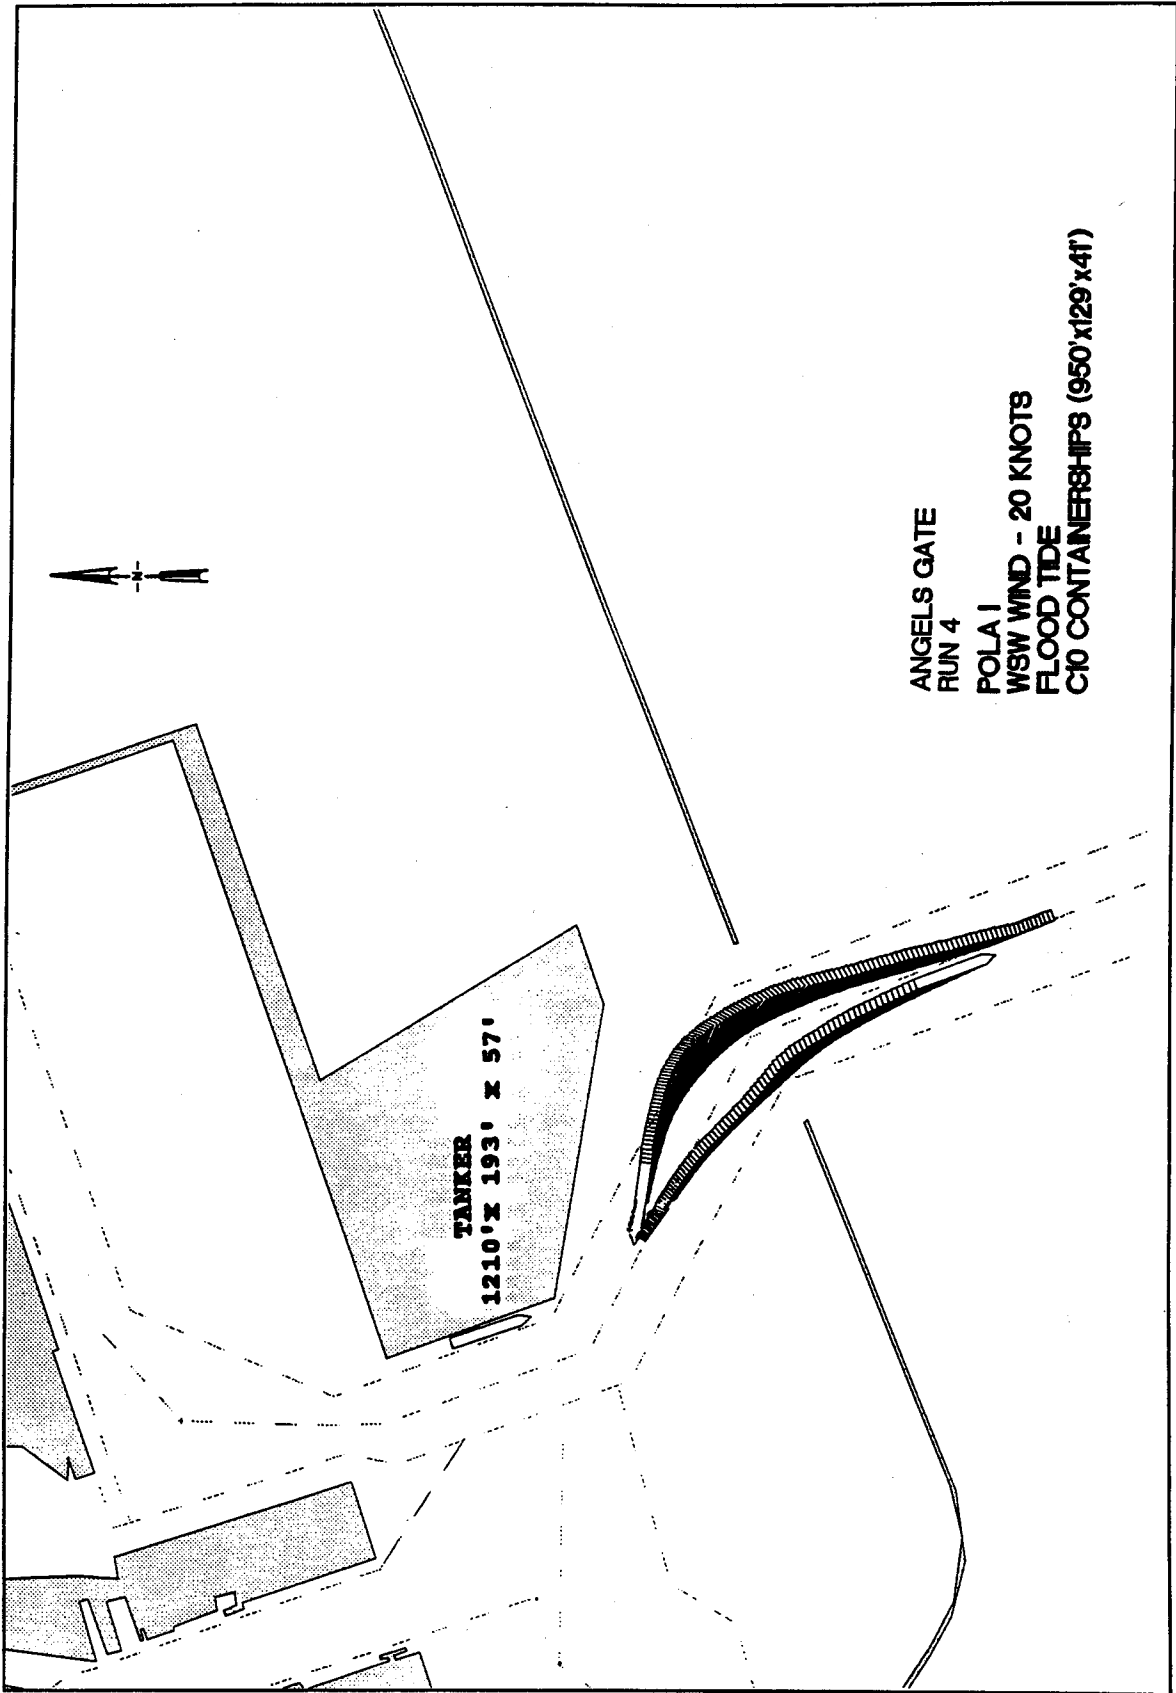 N
TANKER
1210'X 193' X 57'
ANGELS GATE
RUN 4
POLA I
WSW WIND - 20 KNOTS
FLOOD TIDE
C10 CONTAINERSHIPS (950'x129'x41')